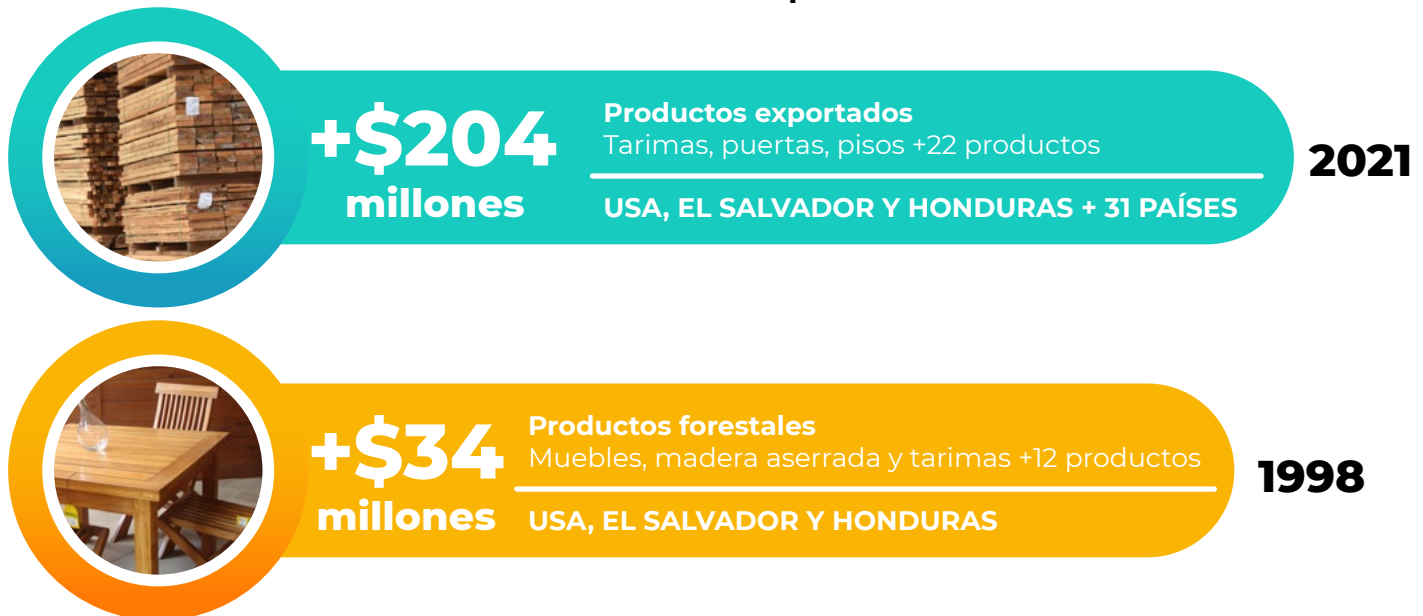 +$204
millones
Productos exportados
Tarimas, puertas, pisos +22 productos
USA, EL SALVADOR Y HONDURAS + 31 PAÍSES
2021
+$34
millones
Productos forestales
Muebles, madera aserrada y tarimas +12 productos
USA, EL SALVADOR Y HONDURAS
1998